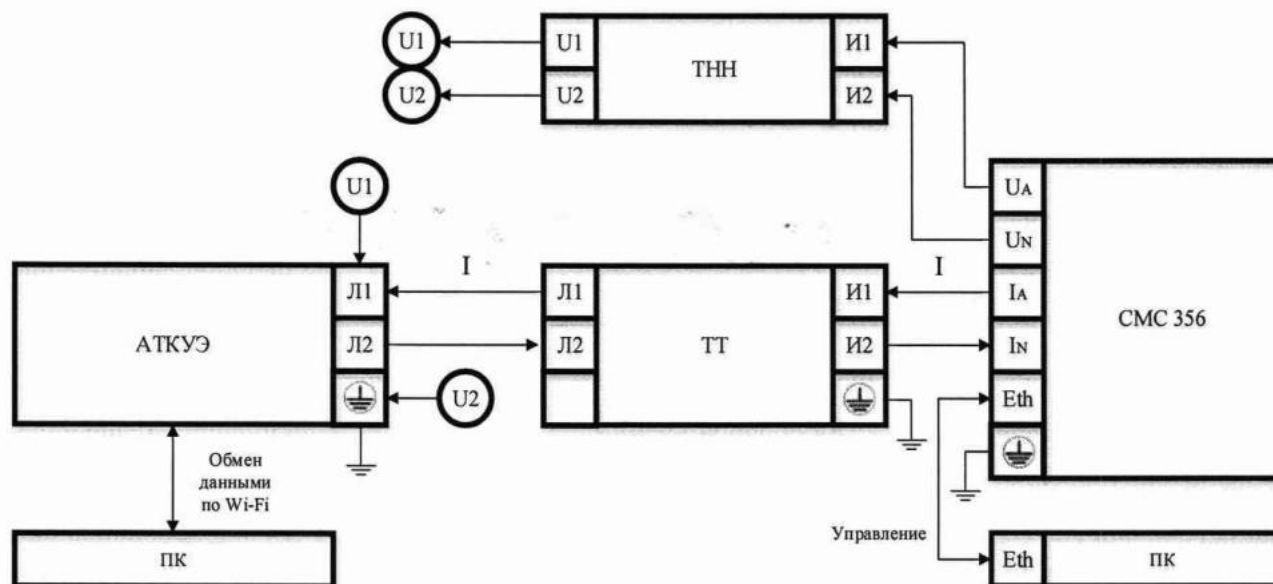 U1
U1
ТНН
И1
U2
U2
И2
U1
UA
UN
I
I
Л1
Л1
И1
IA
АТКУЭ
Л2
Л2
ТТ
И2
IN
СМС 356
U2
Eth
Обмен
данными
по Wi-Fi
Управление
ПК
Eth
ПК